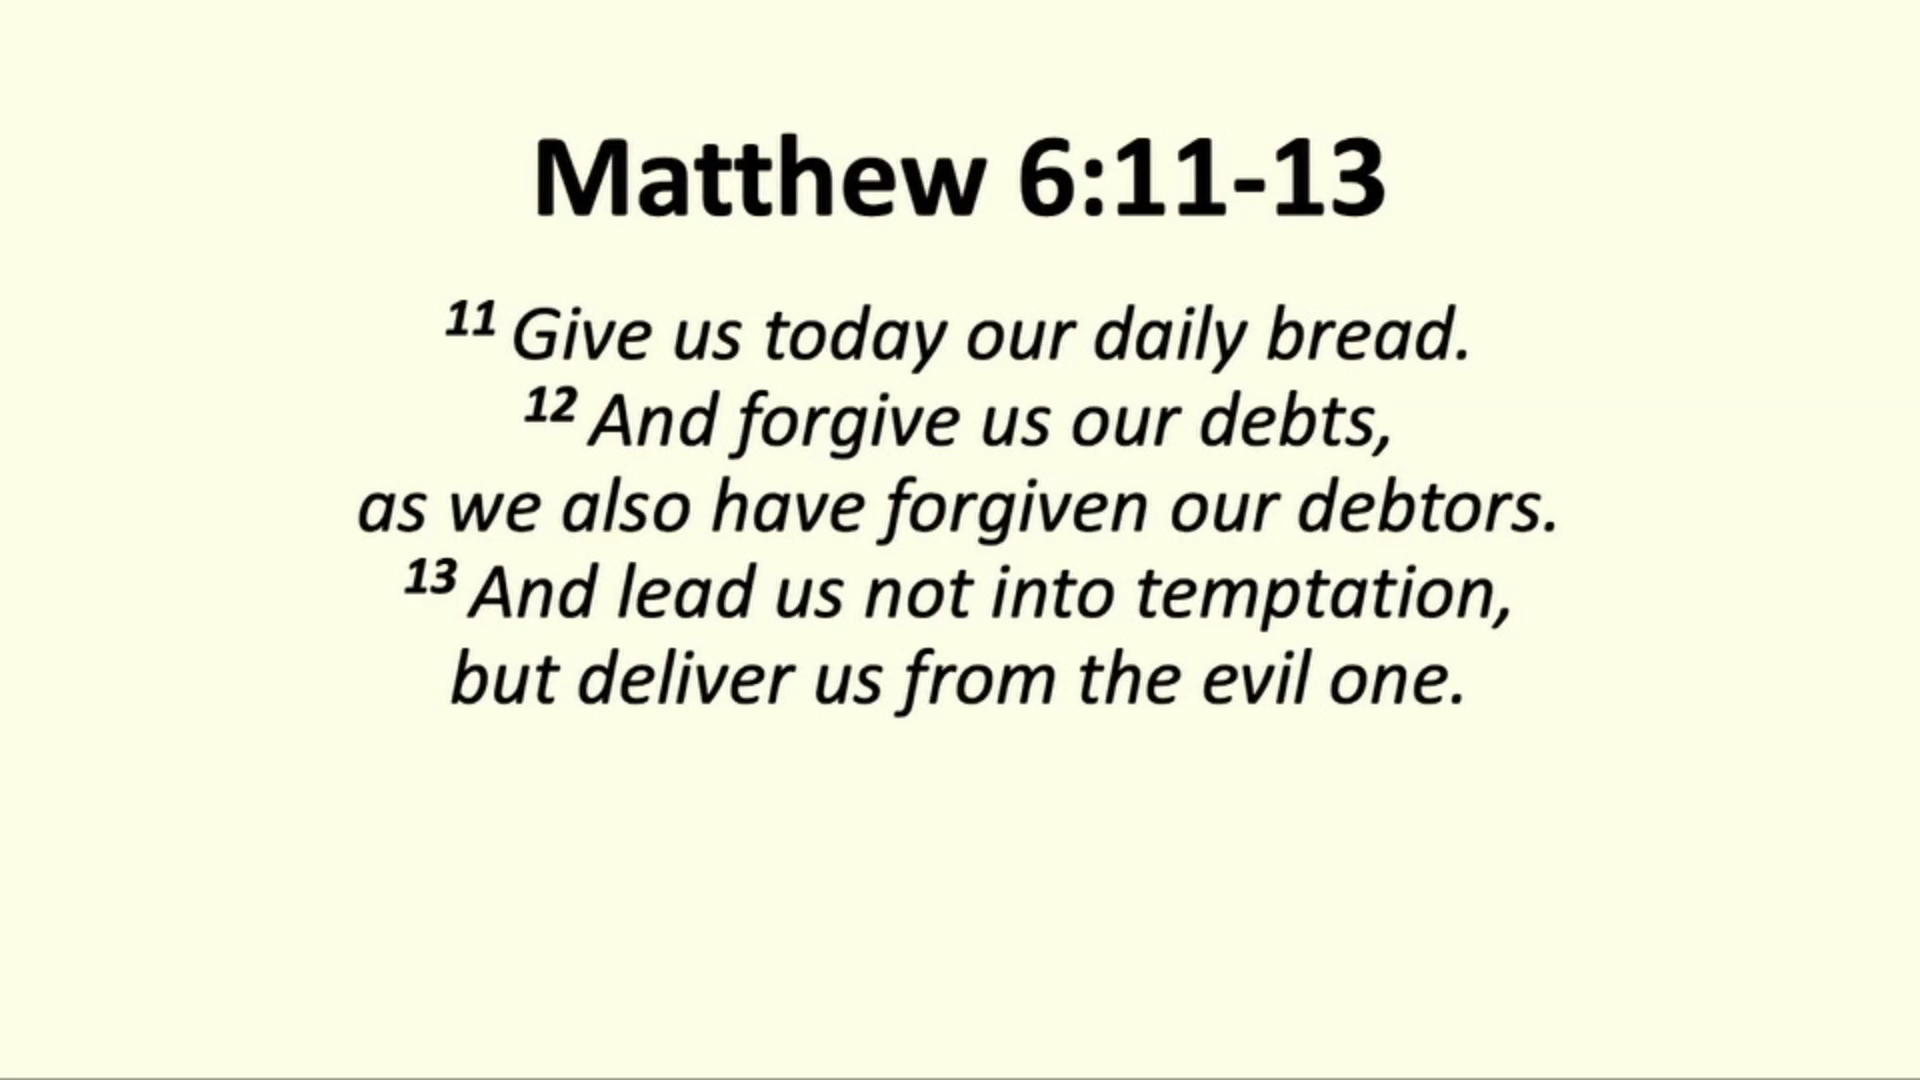 Matthew 6:11-13
11 Give us today our daily bread.
12 And forgive us our debts,
as we also have forgiven our debtors.
13 And lead us not into temptation,
but deliver us from the evil one.